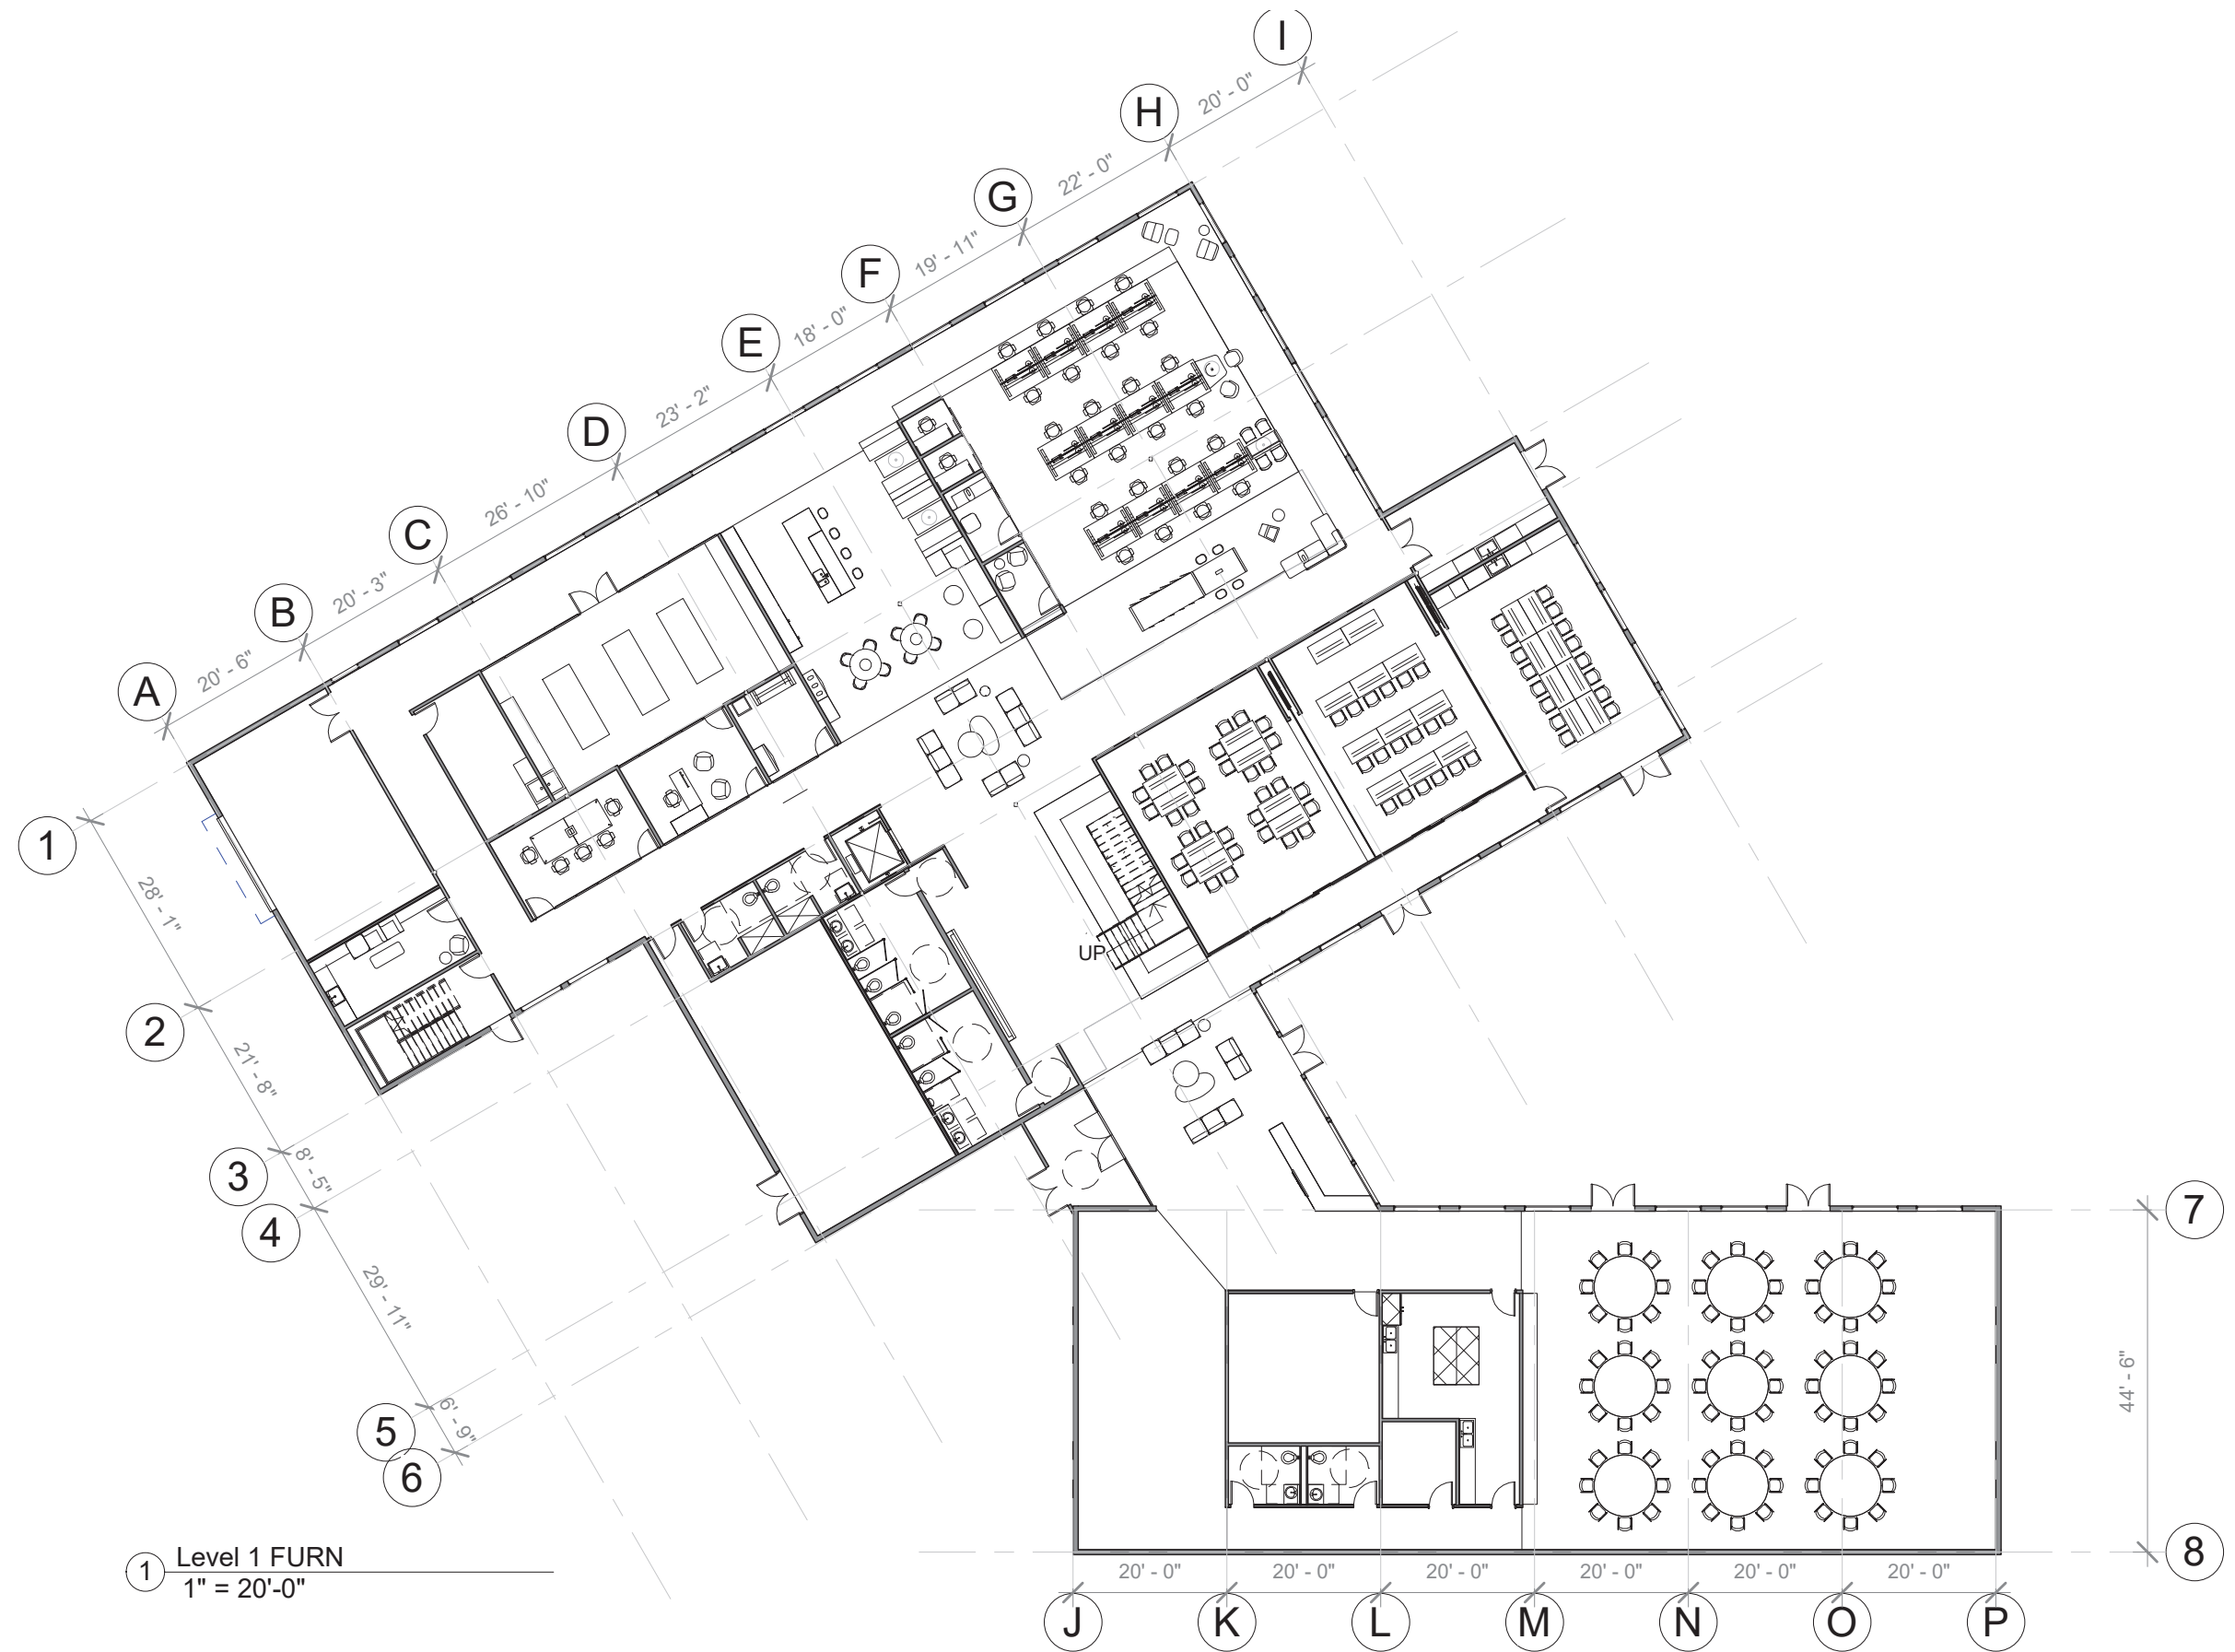 I
H
20' - 0"
G
22' - 0"
F
19' - 11"
E
18' - 0"
D
23' - 2"
C
26' - 10"
B
20' - 3"
A
20' - 6"
1
28' - 1"
2
21' - 8"
3
8' - 5"
4
29' - 11"
5
6' - 9"
6
UP
7
44' - 6"
8
1 Level 1 FURN
1" = 20'-0"
20' - 0" 20' - 0" 20' - 0" 20' - 0" 20' - 0" 20' - 0"
J K L M N O P